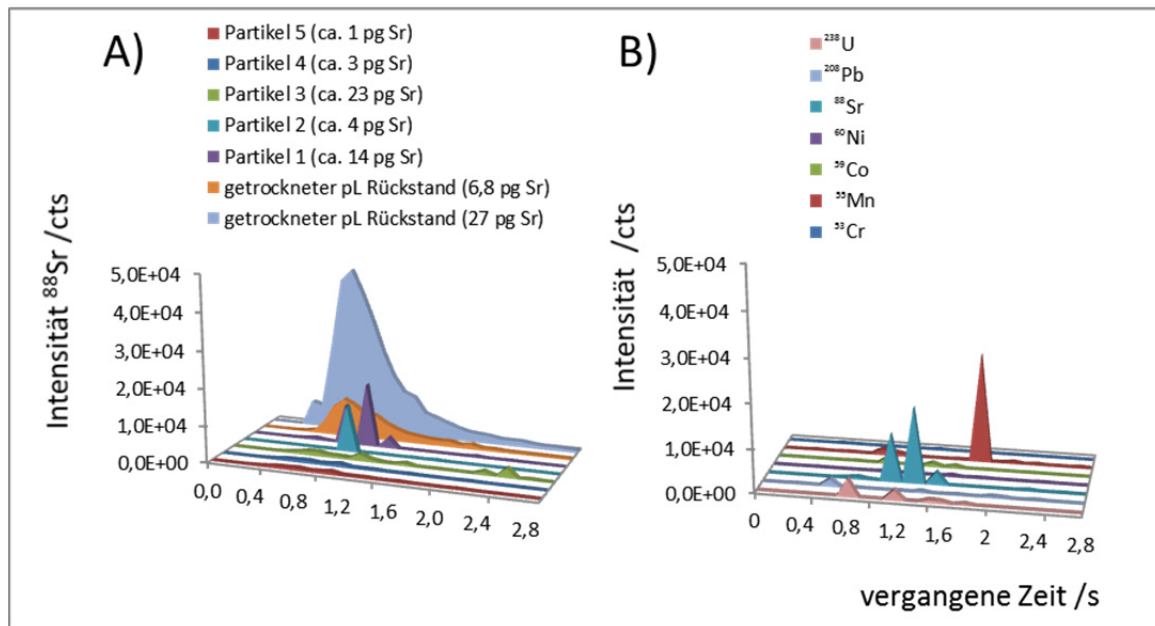 A)
Partikel 5 (ca. 1 pg Sr)
Partikel 4 (ca. 3 pg Sr)
Partikel 3 (ca. 23 pg Sr)
Partikel 2 (ca. 4 pg Sr)
Partikel 1 (ca. 14 pg Sr)
getrockneter pL Rückstand (6,8 pg Sr)
getrockneter pL Rückstand (27 pg Sr)
Intensität ⁸⁸Sr /cts
5,0E+04
4,0E+04
3,0E+04
2,0E+04
1,0E+04
0,0E+00
0,0 0,4 0,8 1,2 1,6 2,0 2,4 2,8
B)
²³⁸U
²⁰⁸Pb
⁸⁸Sr
⁶⁰Ni
⁵⁹Co
⁵⁵Mn
⁵³Cr
Intensität /cts
5,0E+04
4,0E+04
3,0E+04
2,0E+04
1,0E+04
0,0E+00
0 0,4 0,8 1,2 1,6 2 2,4 2,8
vergangene Zeit /s